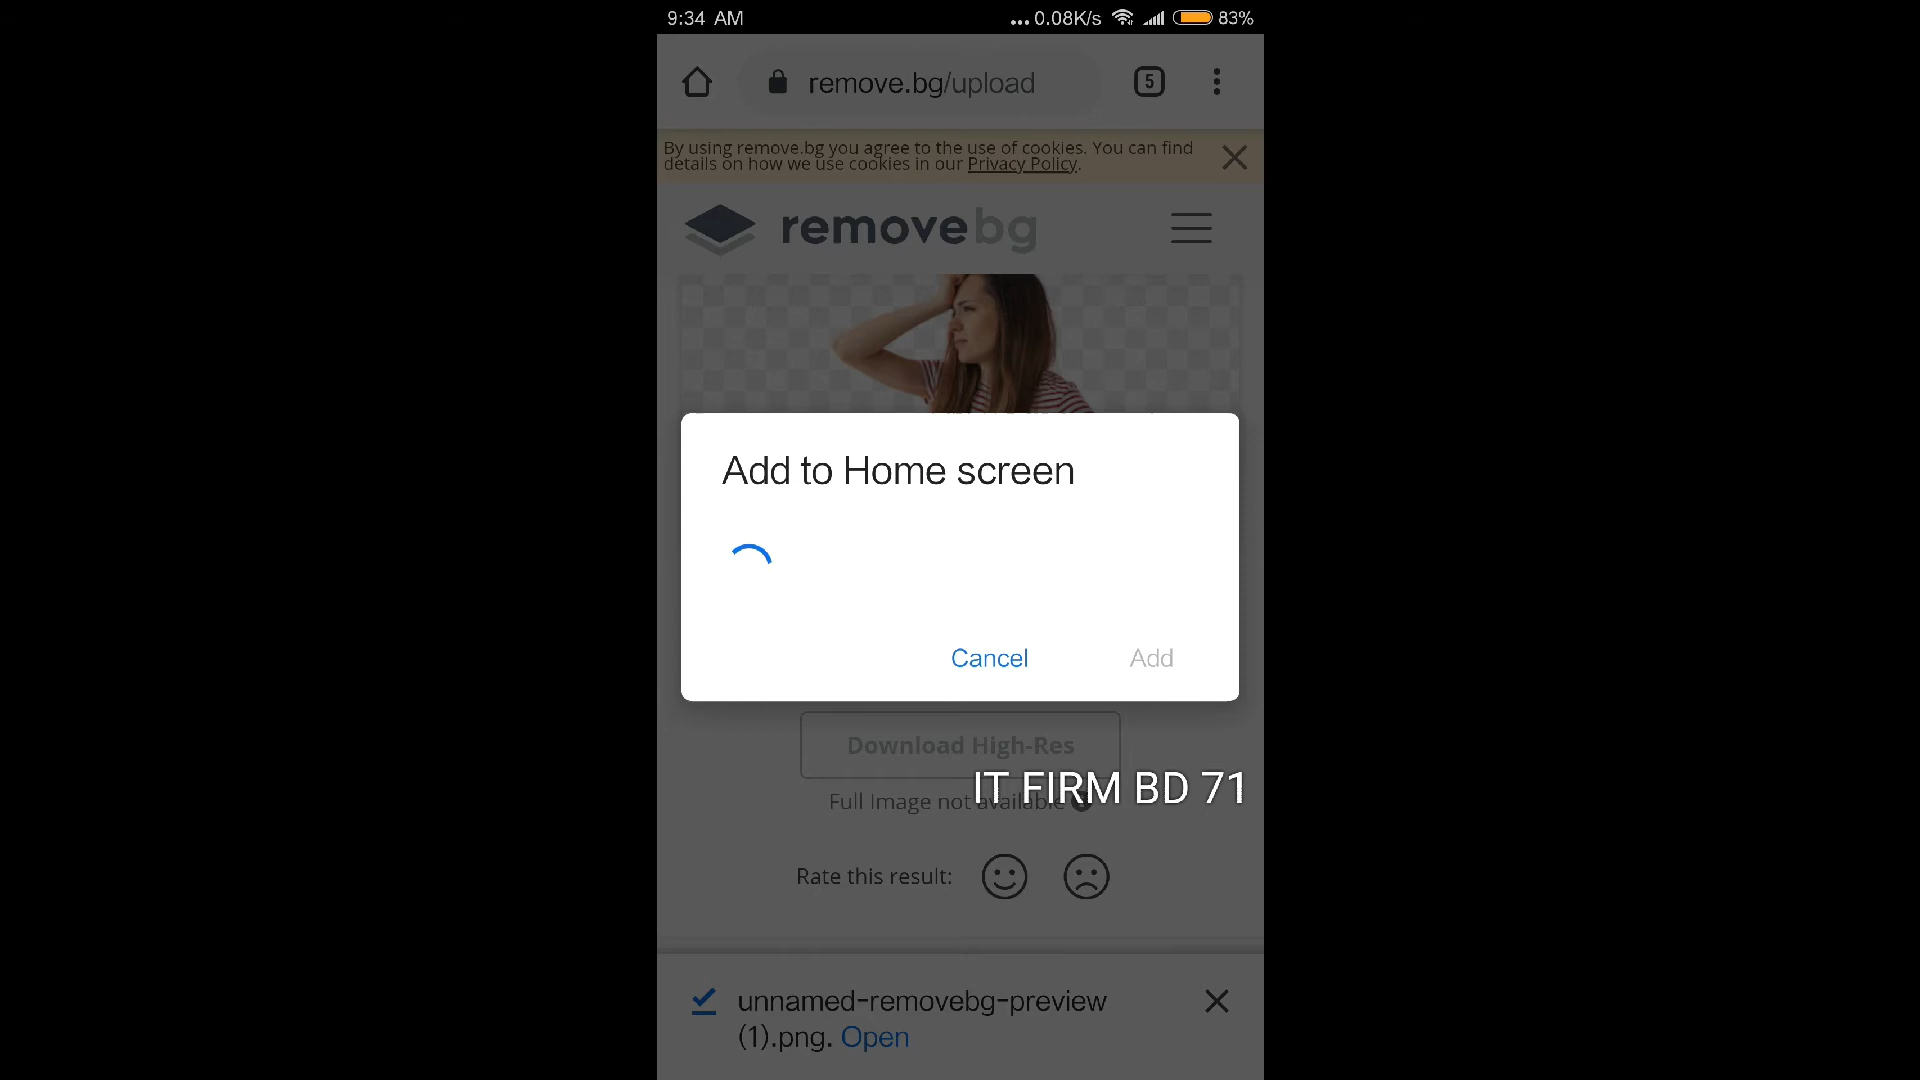 9:34 AM
... 0.08K/s
83%
remove.bg/upload
5
By using remove.bg you agree to the use of cookies. You can find
details on how we use cookies in our Privacy Policy.
removebg
Add to Home screen
Cancel
Add
Download High-Res
IT FIRM BD 71
Full Image not available
Rate this result:
unnamed-removebg-preview
(1).png. Open